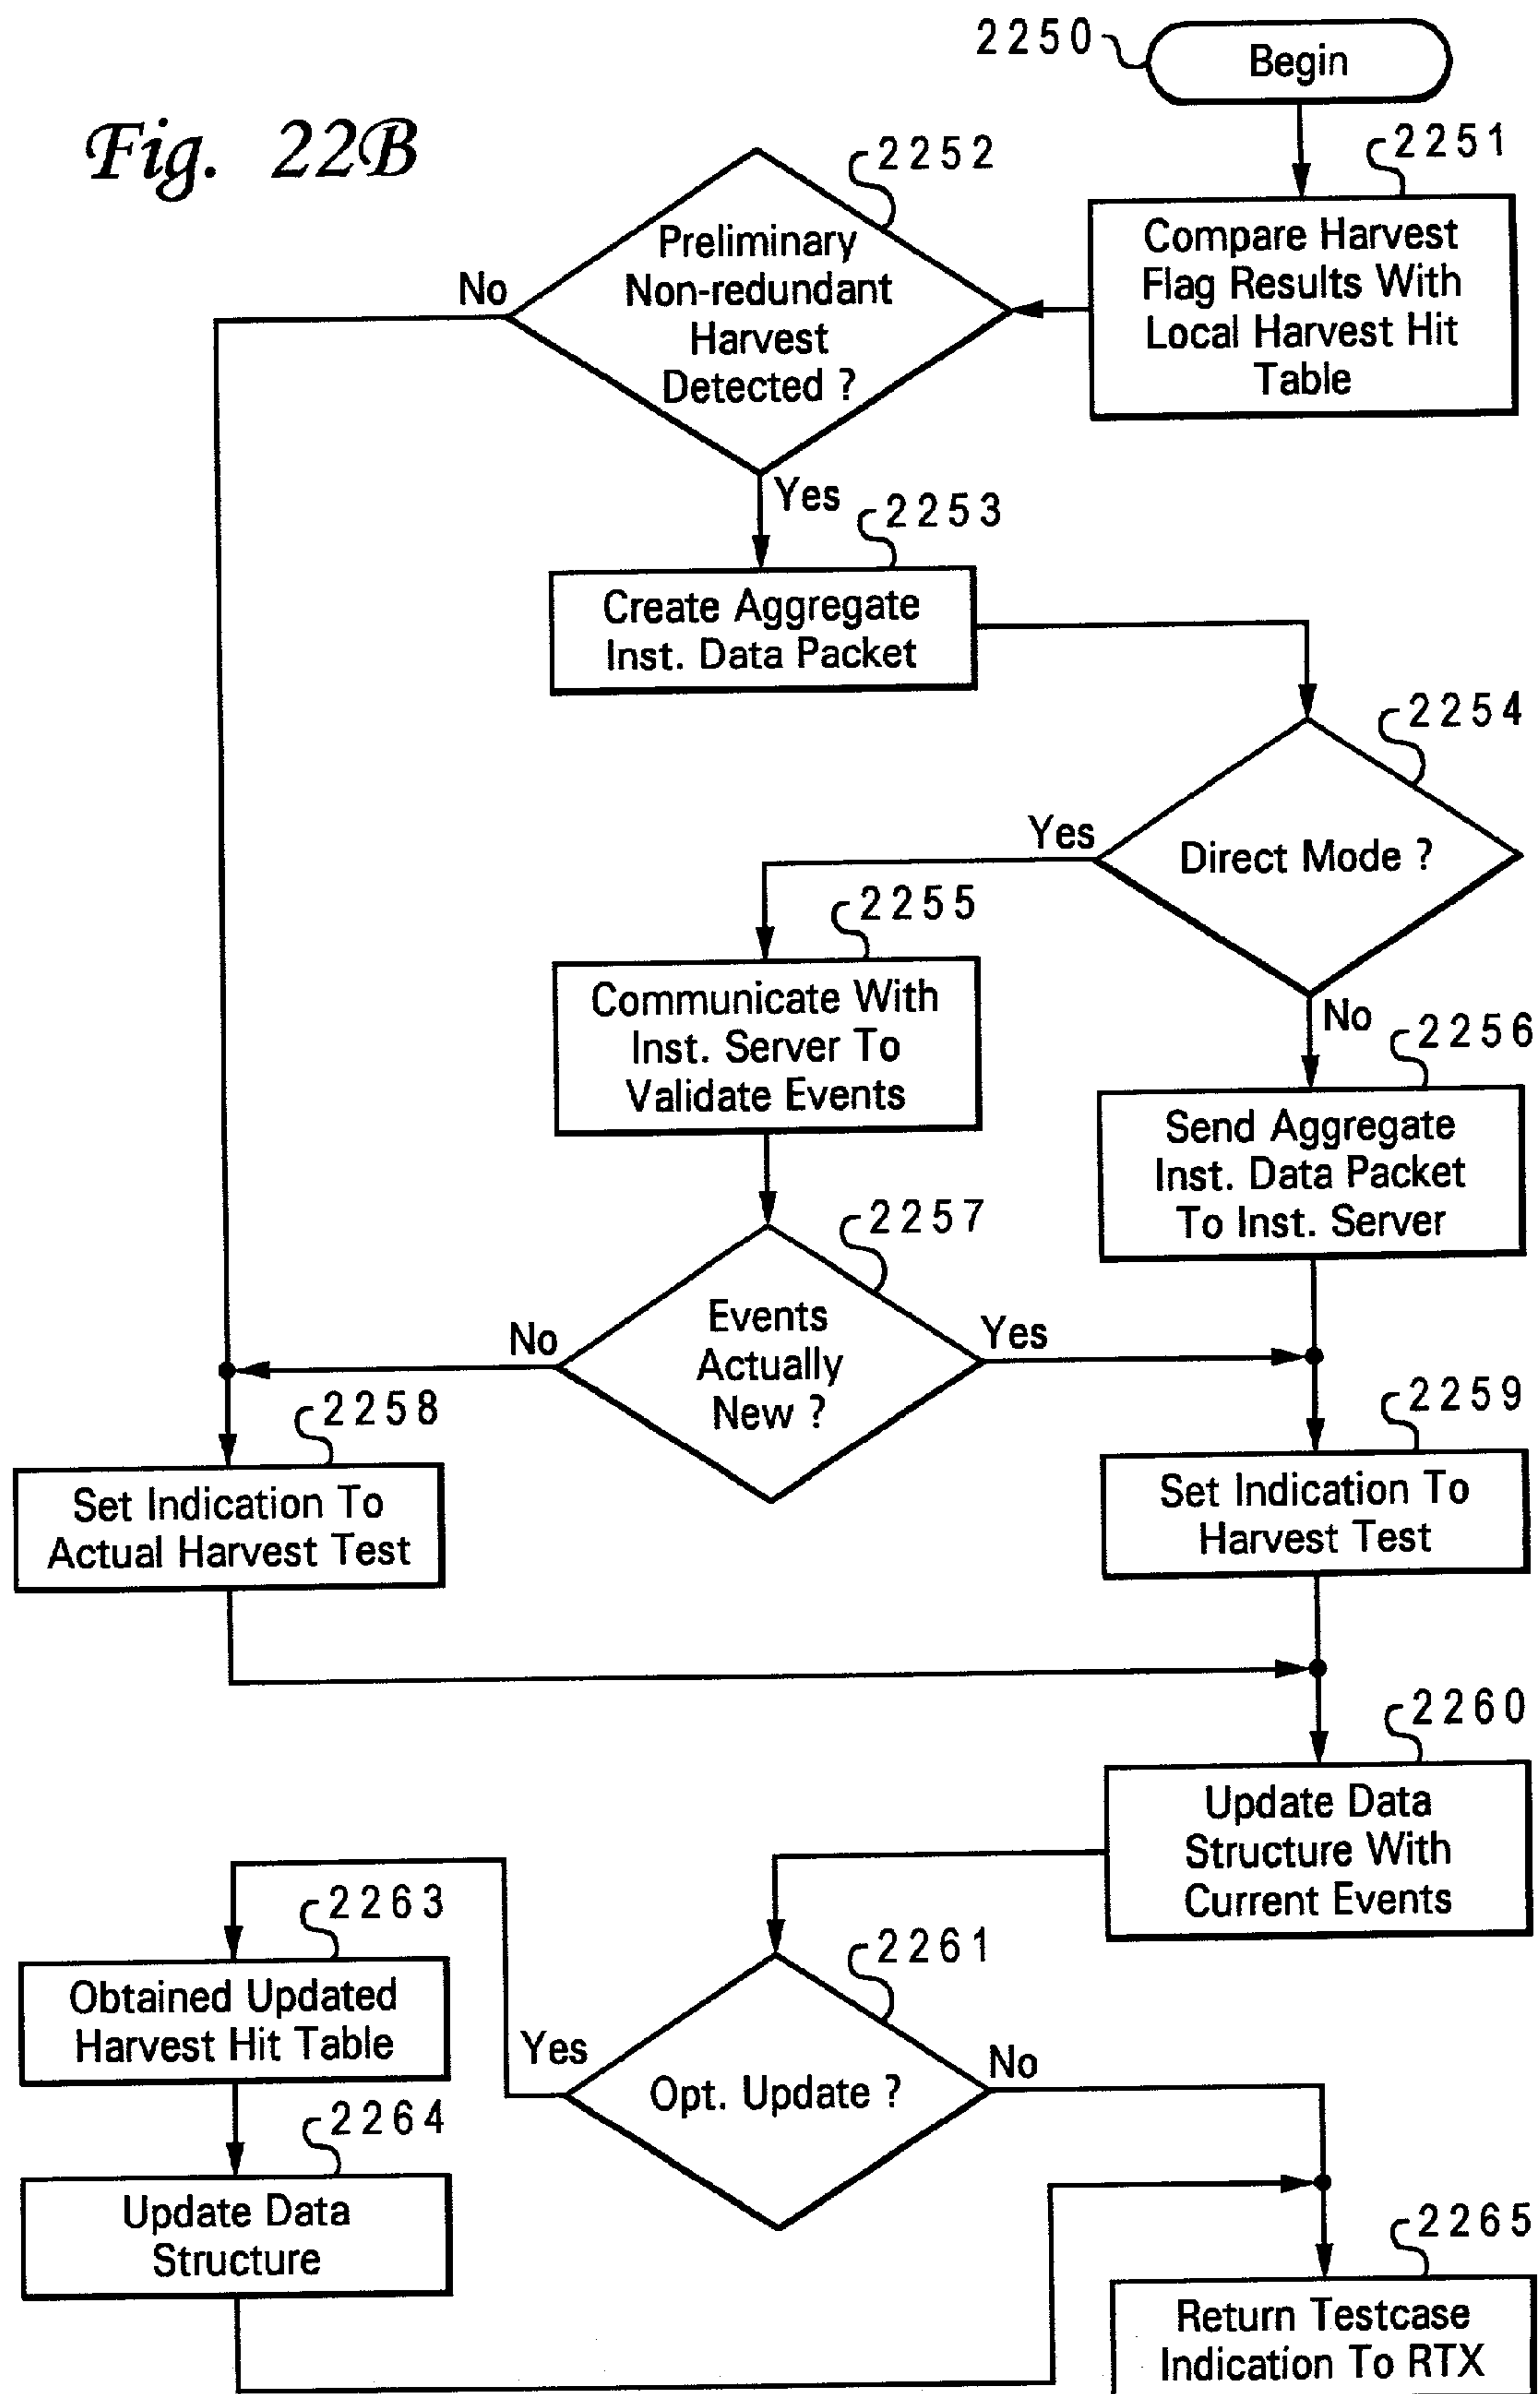 2250
Begin
Fig. 22B
2252
2251
Preliminary
Non-redundant
Harvest
Detected ?
Compare Harvest
Flag Results With
Local Harvest Hit
Table
No
Yes
2253
Create Aggregate
Inst. Data Packet
2254
Direct Mode ?
Yes
No
2255
Communicate With
Inst. Server To
Validate Events
2256
Send Aggregate
Inst. Data Packet
To Inst. Server
2257
Events
Actually
New ?
No
Yes
2258
Set Indication To
Actual Harvest Test
2259
Set Indication To
Harvest Test
2260
Update Data
Structure With
Current Events
2261
Opt. Update ?
Yes
No
2263
Obtained Updated
Harvest Hit Table
2264
Update Data
Structure
2265
Return Testcase
Indication To RTX